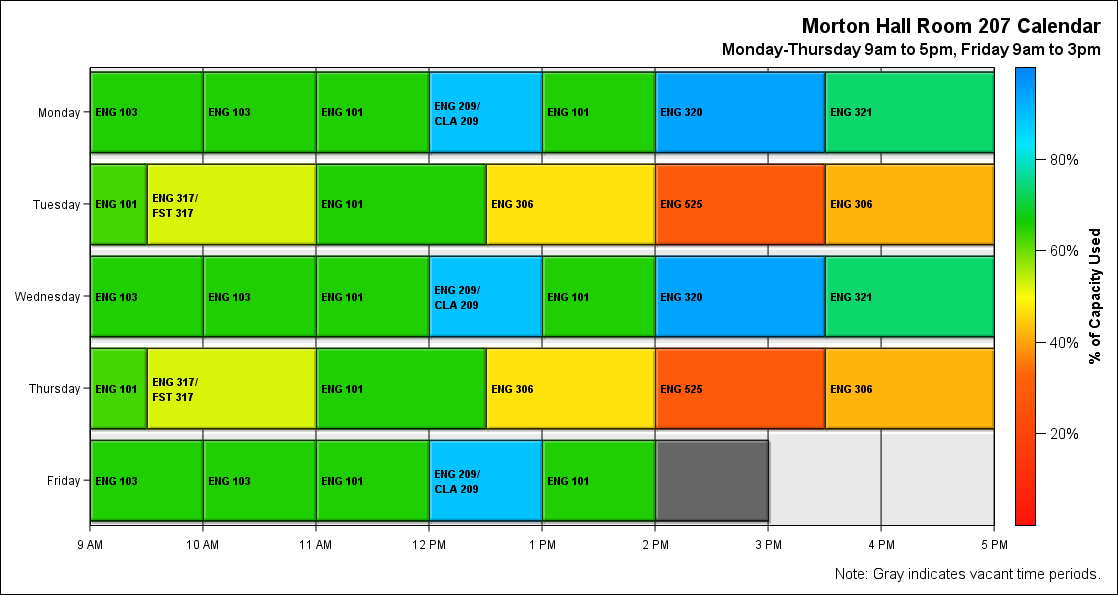 Morton Hall Room 207 Calendar
Monday-Thursday 9am to 5pm, Friday 9am to 3pm
Monday
ENG 103
ENG 103
ENG 101
ENG 209/
CLA 209
ENG 101
ENG 320
ENG 321
Tuesday
ENG 101
ENG 317/
FST 317
ENG 101
ENG 306
ENG 525
ENG 306
Wednesday
ENG 103
ENG 103
ENG 101
ENG 209/
CLA 209
ENG 101
ENG 320
ENG 321
Thursday
ENG 101
ENG 317/
FST 317
ENG 101
ENG 306
ENG 525
ENG 306
Friday
ENG 103
ENG 103
ENG 101
ENG 209/
CLA 209
ENG 101
9 AM
10 AM
11 AM
12 PM
1 PM
2 PM
3 PM
4 PM
5 PM
80%
60%
40%
20%
% of Capacity Used
Note: Gray indicates vacant time periods.